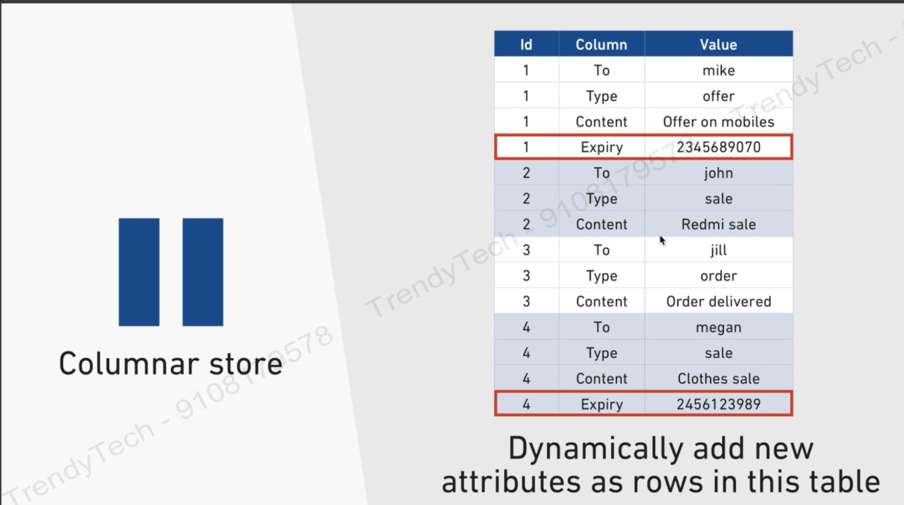 Id Column Value
1 To mike
1 Type offer
1 Content Offer on mobiles
1 Expiry 2345689070
2 To john
2 Type sale
2 Content Redmi sale
3 To jill
3 Type order
3 Content Order delivered
4 To megan
4 Type sale
4 Content Clothes sale
4 Expiry 2456123989
Columnar store
Dynamically add new
attributes as rows in this table
TrendyTech - 9108179578
TrendyTech - 9108179578
TrendyTech -